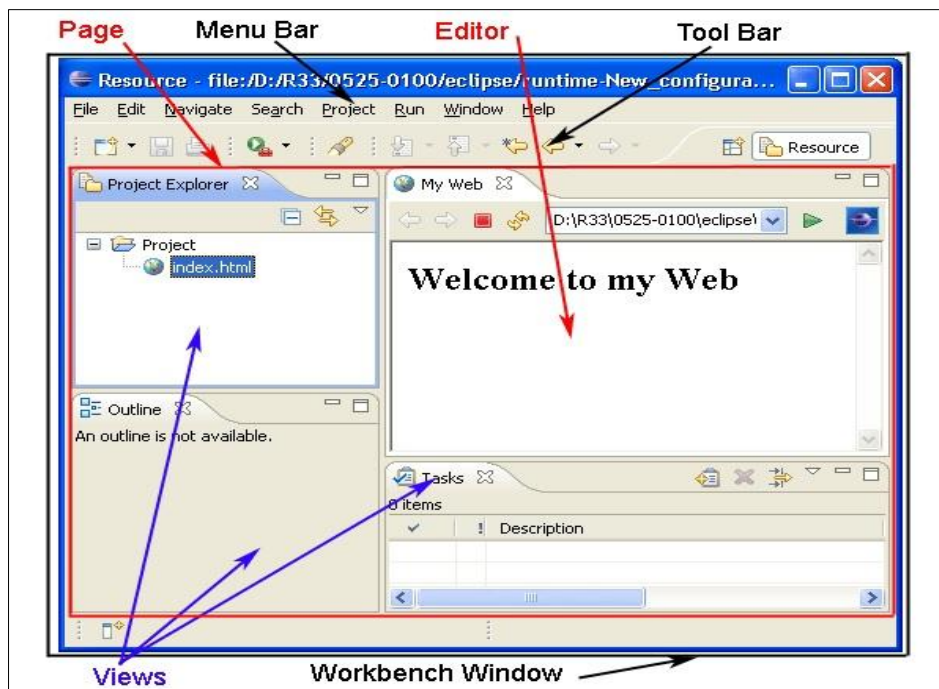 Page Menu Bar Editor Tool Bar
Resource - file:/D:/R33/0525-0100/eclipse/runtime-New_configura...
File Edit Navigate Search Project Run Window Help
Resource
Project Explorer
My Web
D:\R33\0525-0100\eclipse\
Project
index.html
Welcome to my Web
Outline
An outline is not available.
Tasks
0 items
! Description
Views
Workbench Window